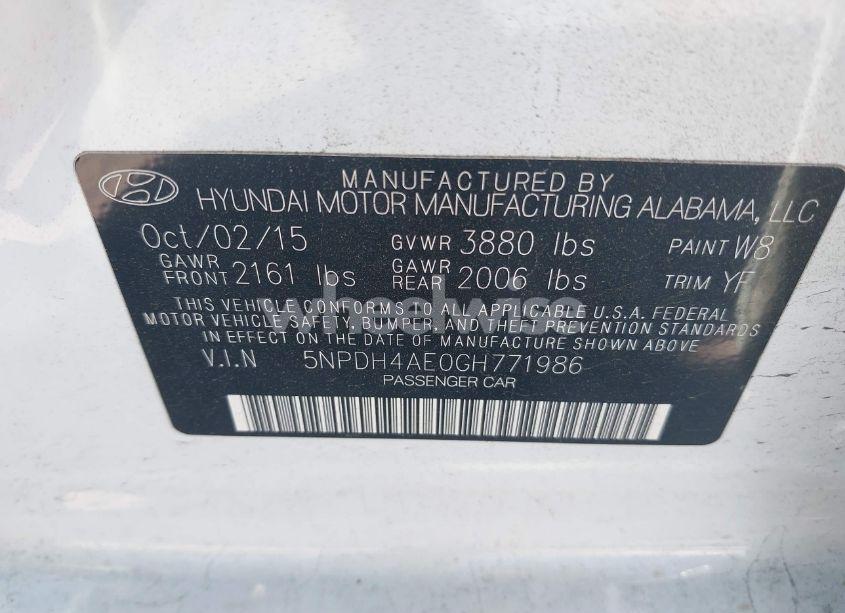 MANUFACTURED BY
HYUNDAI MOTOR MANUFACTURING ALABAMA, LLC
Oct/02/15 GVWR 3880 lbs PAINT W8
GAWR FRONT 2161 lbs GAWR REAR 2006 lbs TRIM YF
THIS VEHICLE CONFORMS TO ALL APPLICABLE U.S.A. FEDERAL
MOTOR VEHICLE SAFETY, BUMPER, AND THEFT PREVENTION STANDARDS
IN EFFECT ON THE DATE OF MANUFACTURE SHOWN ABOVE
V.I.N 5NPDH4AE0GH771986
PASSENGER CAR
wheelwise